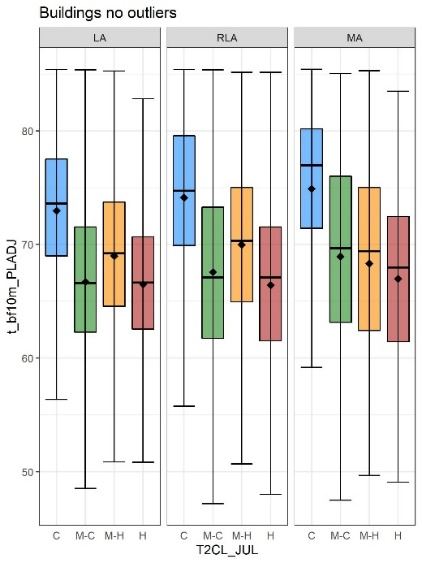 Buildings no outliers
LA RLA MA
80
70
60
50
t_bf10m_PLADJ
C M-C M-H H C M-C M-H H C M-C M-H H
T2CL_JUL